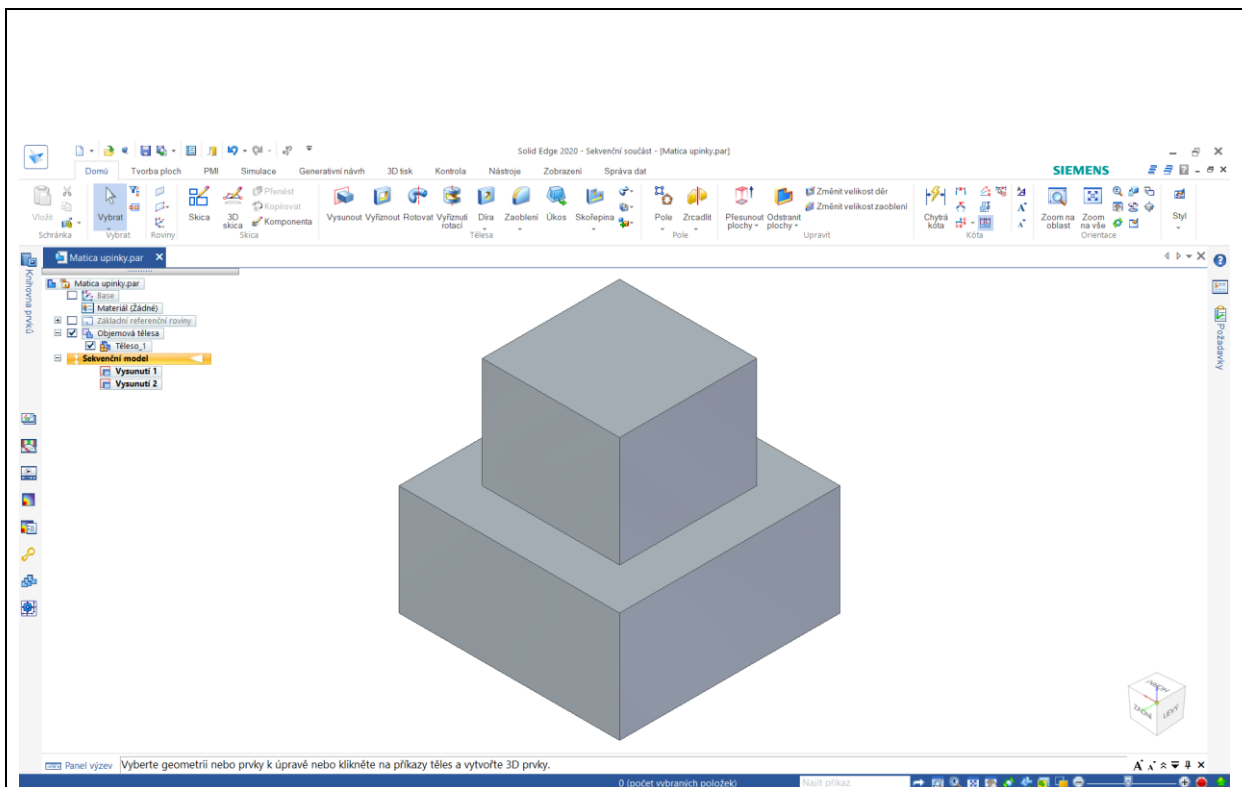 Solid Edge 2020 - Sekvenční součást - [Matica upinky.par]
Domů Tvorba ploch PMI Simulace Generativní návrh 3D tisk Kontrola Nástroje Zobrazení Správa dat SIEMENS
Vložit Vybrat Skica 3D skica Přenést Kopírovat Komponenta Vysunout Vyříznout Rotovat Vyříznutí rotací Díra Zaoblení Úkos Skořepina Pole Zrcadlit Přesunout plochy Odstranit plochy Změnit velikost děr Změnit velikost zaoblení Chytrá kóta Zoom na oblast Zoom na vše Styl
Schránka Vybrat Roviny Skica Tělesa Pole Upravit Kóta Orientace
Matica upinky.par
Knihovna prvků
Matica upinky.par
Base
Materiál (Žádné)
Základní referenční roviny
Objemová tělesa
Těleso_1
Sekvenční model
Vysunutí 1
Vysunutí 2
Požadavky
LEVÝ
Panel výzev Vyberte geometrii nebo prvky k úpravě nebo klikněte na příkazy těles a vytvořte 3D prvky.
0 (počet vybraných položek) Najít příkaz